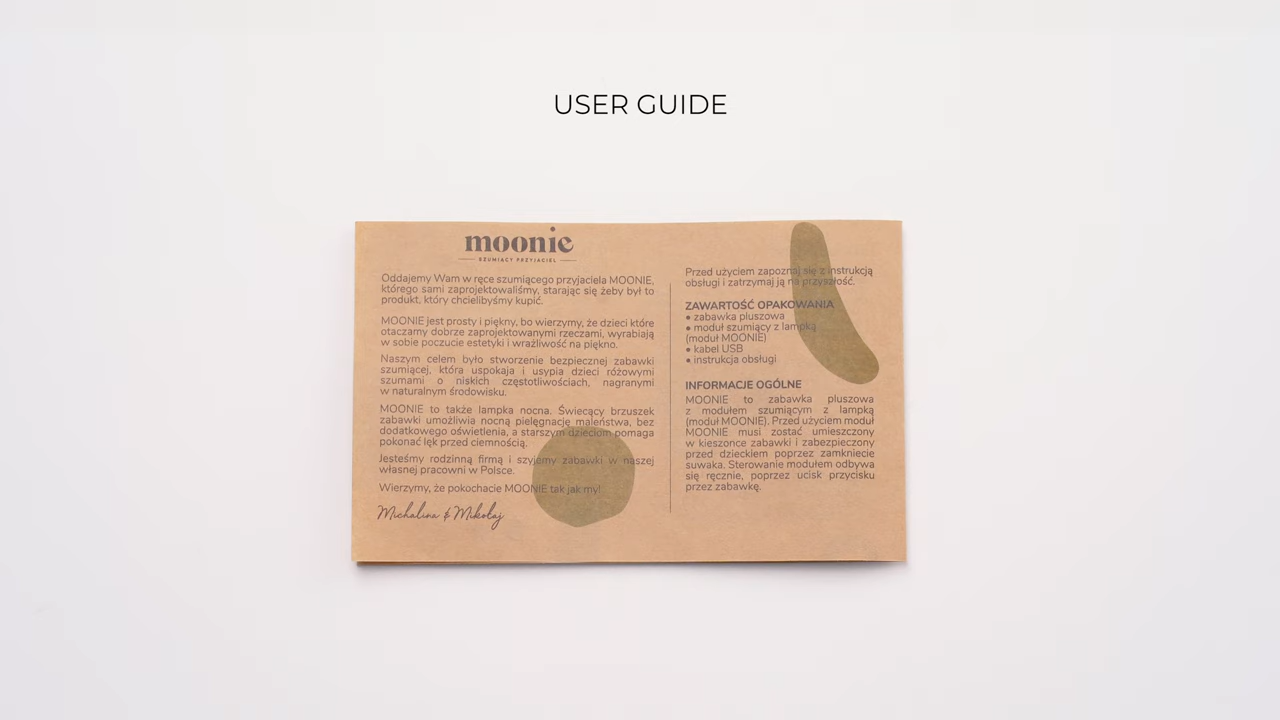 USER GUIDE
moonie
SZUMIĄCY PRZYJACIEL
Oddajemy Wam w ręce szumiącego przyjaciela MOONIE,
którego sami zaprojektowaliśmy, starając się żeby był to
produkt, który chcielibyśmy kupić.
MOONIE jest prosty i piękny, bo wierzymy, że dzieci które
otaczamy dobrze zaprojektowanymi rzeczami, wyrabiają
w sobie poczucie estetyki i wrażliwość na piękno.
Naszym celem było stworzenie bezpiecznej zabawki
szumiącej, która uspokaja i usypia dzieci różowymi
szumami o niskich częstotliwościach, nagranymi
w naturalnym środowisku.
MOONIE to także lampka nocna. Świecący brzuszek
zabawki umożliwia nocną pielęgnację maleństwa, bez
dodatkowego oświetlenia, a starszym dzieciom pomaga
pokonać lęk przed ciemnością.
Jesteśmy rodzinną firmą i szyjemy zabawki w naszej
własnej pracowni w Polsce.
Wierzymy, że pokochacie MOONIE tak jak my!
Michalina & Mikołaj
Przed użyciem zapoznaj się z instrukcją
obsługi i zatrzymaj ją na przyszłość.
ZAWARTOŚĆ OPAKOWANIA
• zabawka pluszowa
• moduł szumiący z lampką
(moduł MOONIE)
• kabel USB
• instrukcja obsługi
INFORMACJE OGÓLNE
MOONIE to zabawka pluszowa
z modułem szumiącym z lampką
(moduł MOONIE). Przed użyciem moduł
MOONIE musi zostać umieszczony
w kieszonce zabawki i zabezpieczony
przed dzieckiem poprzez zamkniecie
suwaka. Sterowanie modułem odbywa
się ręcznie, poprzez ucisk przycisku
przez zabawkę.